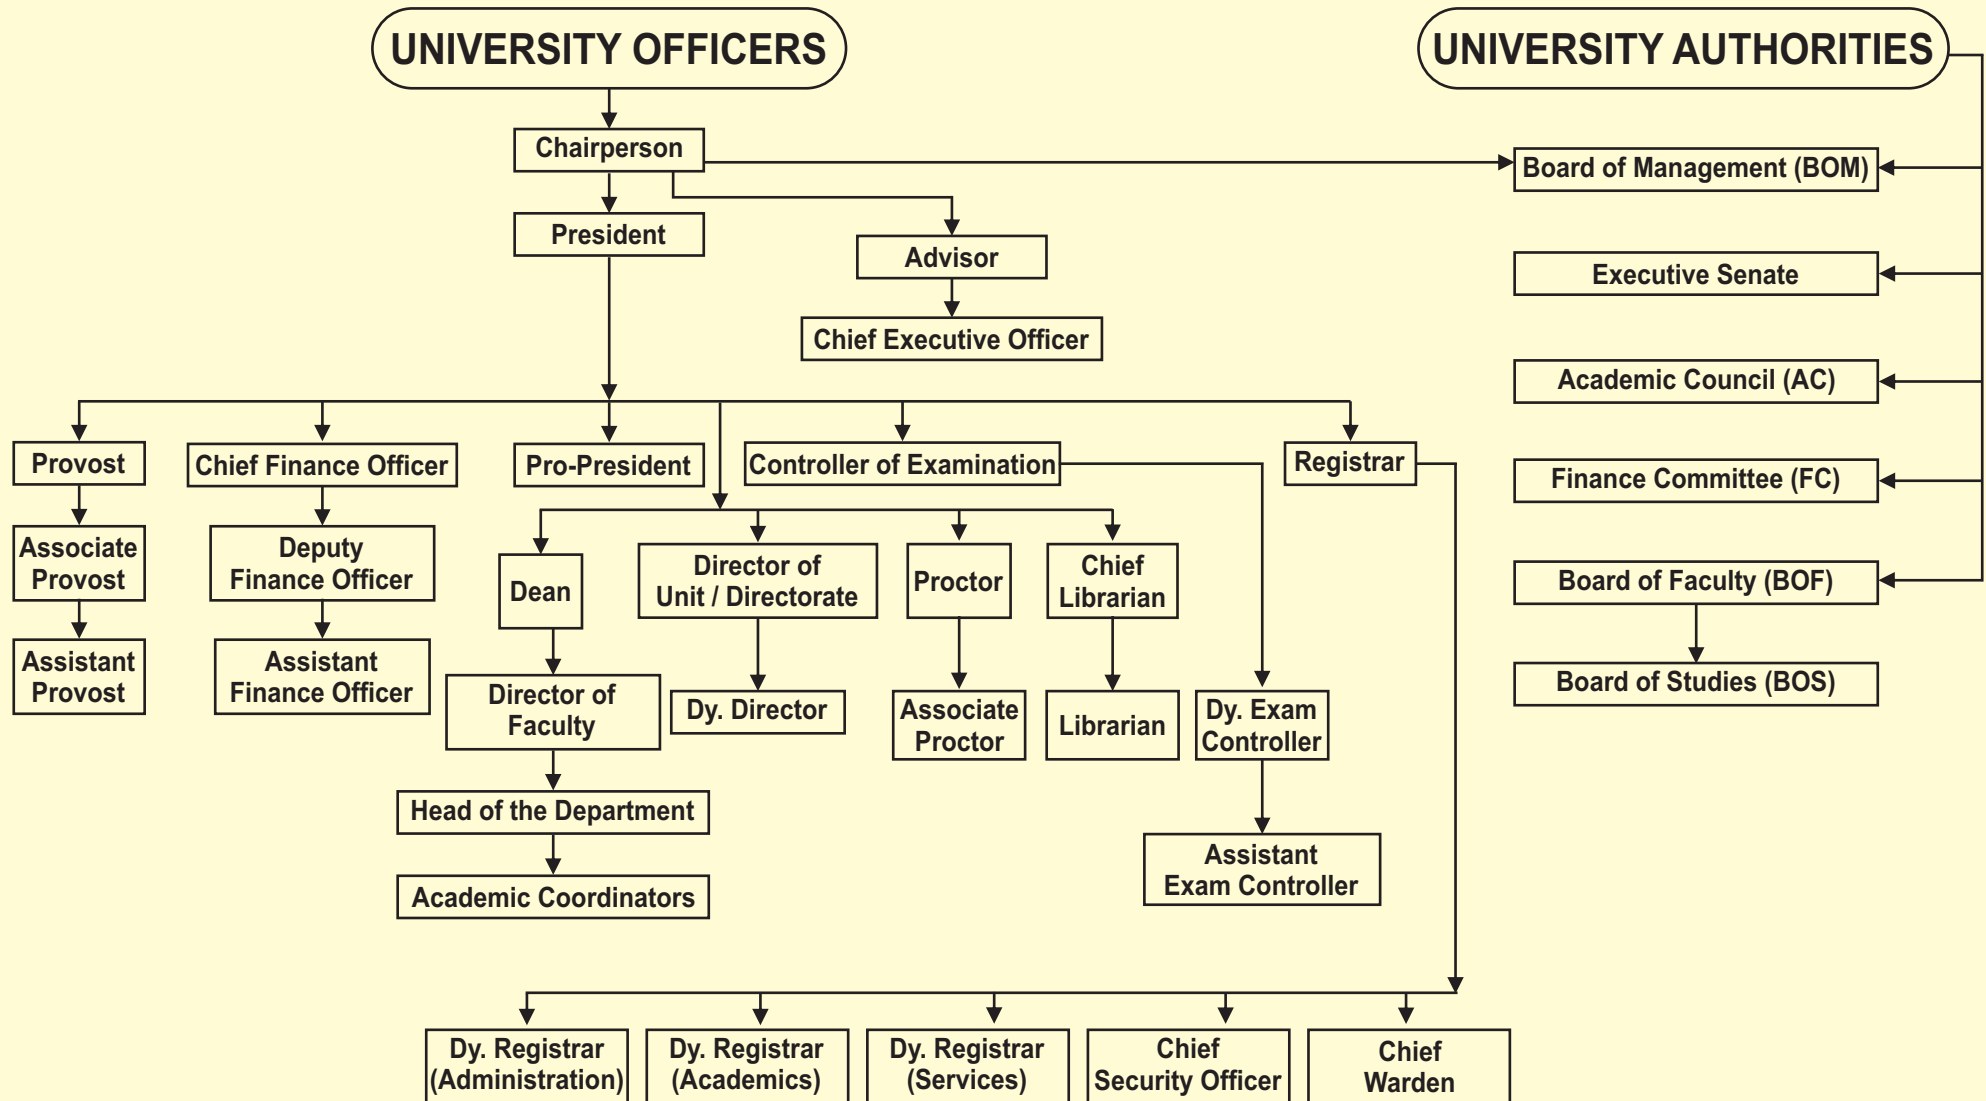 UNIVERSITY OFFICERS
UNIVERSITY AUTHORITIES
Chairperson
Board of Management (BOM)
President
Advisor
Executive Senate
Chief Executive Officer
Academic Council (AC)
Provost
Chief Finance Officer
Pro-President
Controller of Examination
Registrar
Finance Committee (FC)
Associate
Provost
Deputy
Finance Officer
Dean
Director of
Unit / Directorate
Proctor
Chief
Librarian
Board of Faculty (BOF)
Assistant
Provost
Assistant
Finance Officer
Director of
Faculty
Dy. Director
Associate
Proctor
Librarian
Dy. Exam
Controller
Board of Studies (BOS)
Head of the Department
Assistant
Exam Controller
Academic Coordinators
Dy. Registrar
(Administration)
Dy. Registrar
(Academics)
Dy. Registrar
(Services)
Chief
Security Officer
Chief
Warden